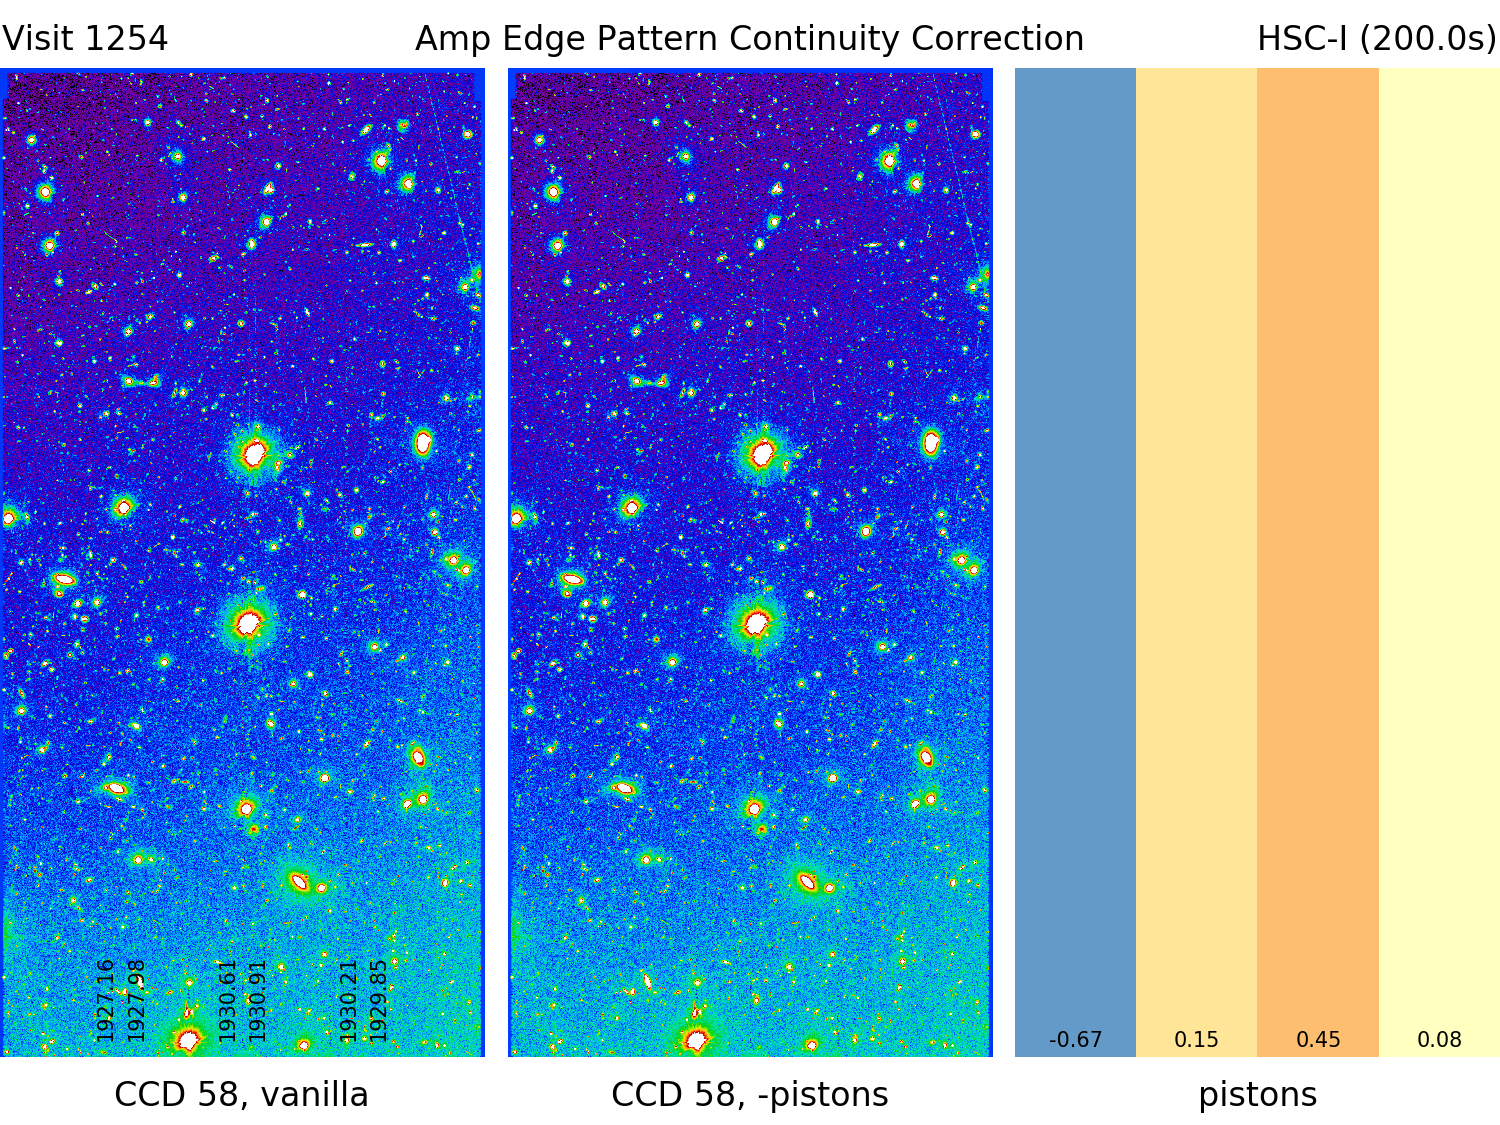 Visit 1254
Amp Edge Pattern Continuity Correction
HSC-I (200.0s)
1927.16
1927.98
1930.61
1930.91
1930.21
1929.85
-0.67
0.15
0.45
0.08
CCD 58, vanilla
CCD 58, -pistons
pistons